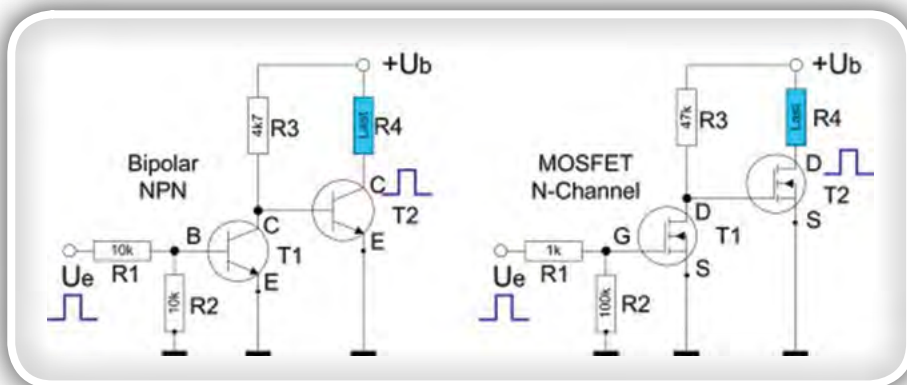 +Ub
4k7
R3
Last
R4
Bipolar
NPN
C
T2
B
C
T1
E
E
Ue
10k
R1
10k
R2
+Ub
47k
R3
Last
R4
MOSFET
N-Channel
D
T2
S
G
D
T1
S
Ue
1k
R1
100k
R2